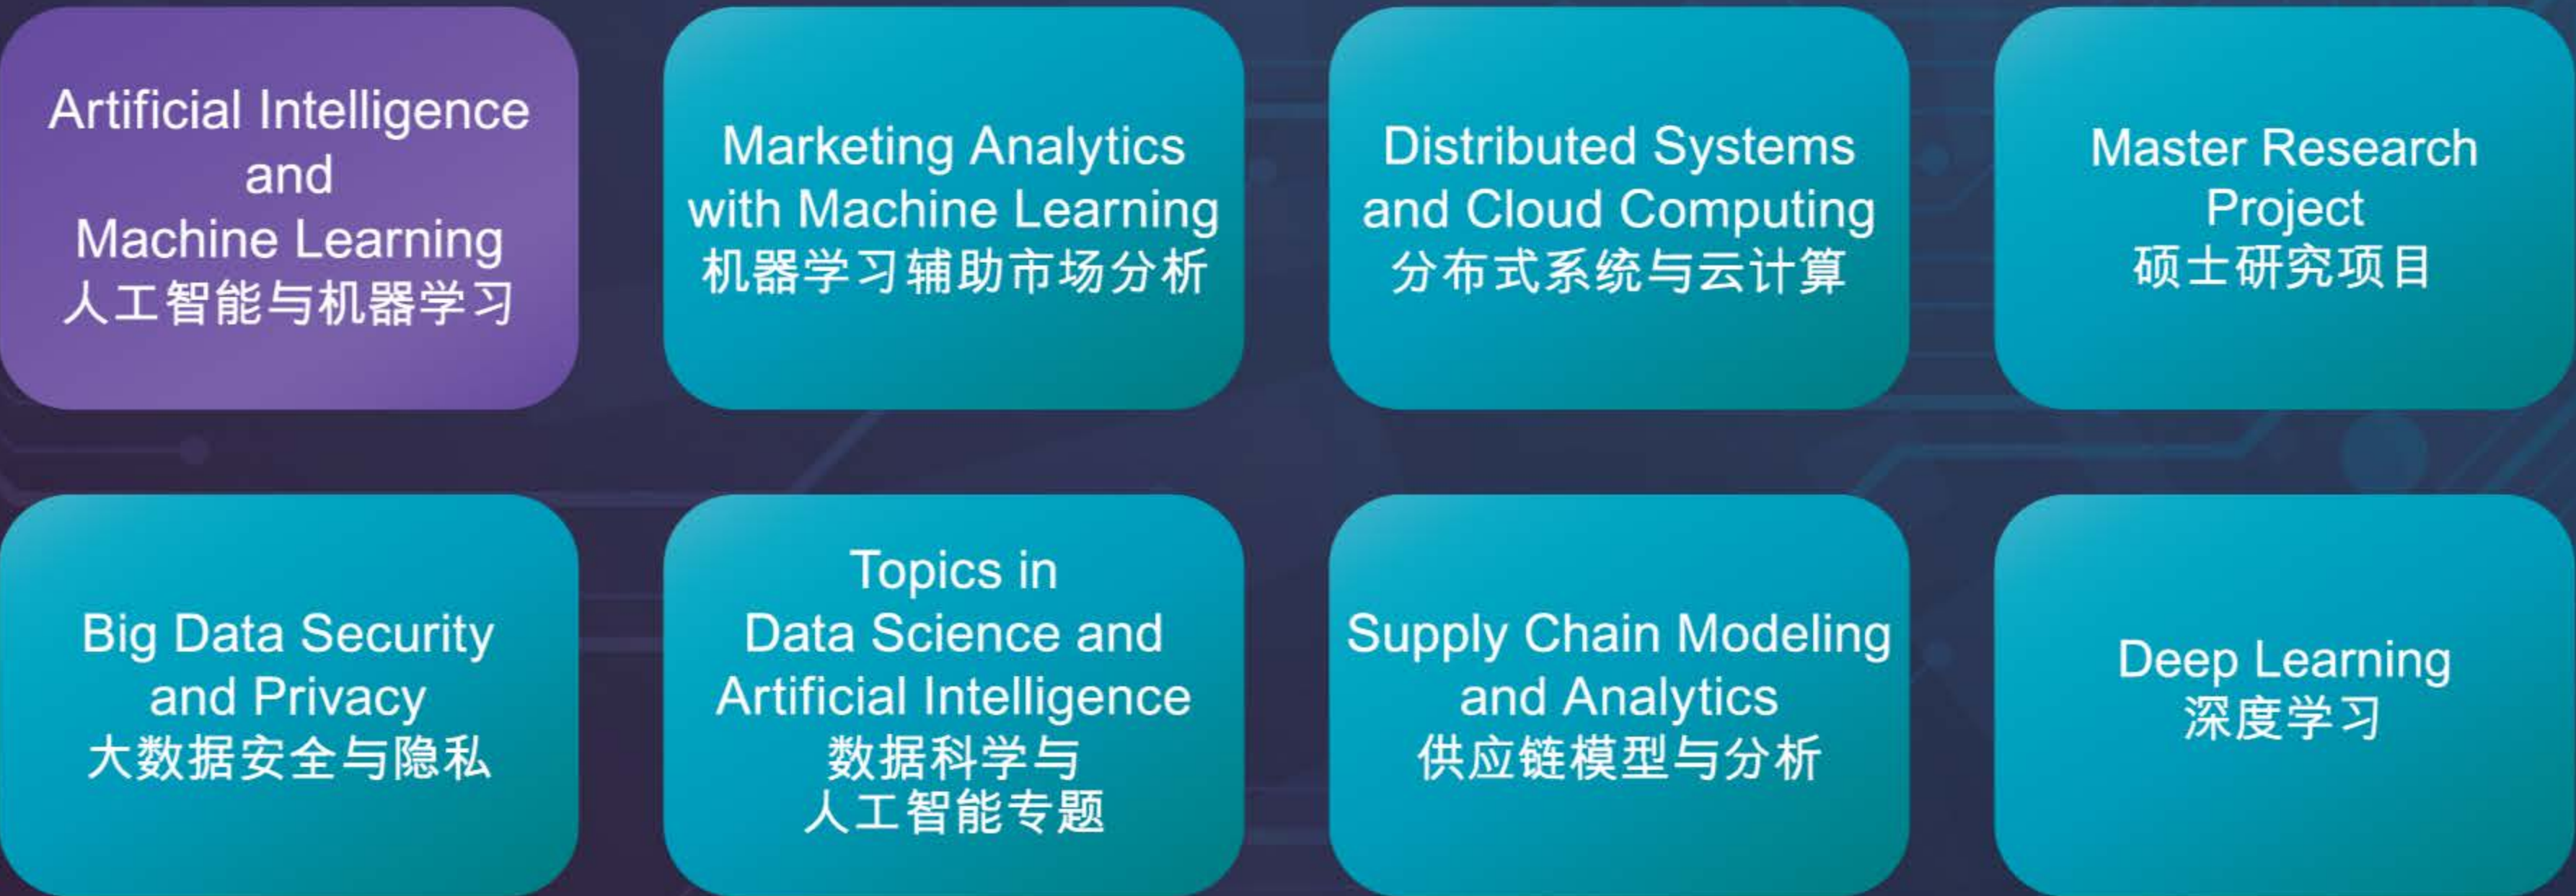 Artificial Intelligence
and
Machine Learning
人工智能与机器学习
Marketing Analytics
with Machine Learning
机器学习辅助市场分析
Distributed Systems
and Cloud Computing
分布式系统与云计算
Master Research
Project
硕士研究项目
Big Data Security
and Privacy
大数据安全与隐私
Topics in
Data Science and
Artificial Intelligence
数据科学与
人工智能专题
Supply Chain Modeling
and Analytics
供应链模型与分析
Deep Learning
深度学习